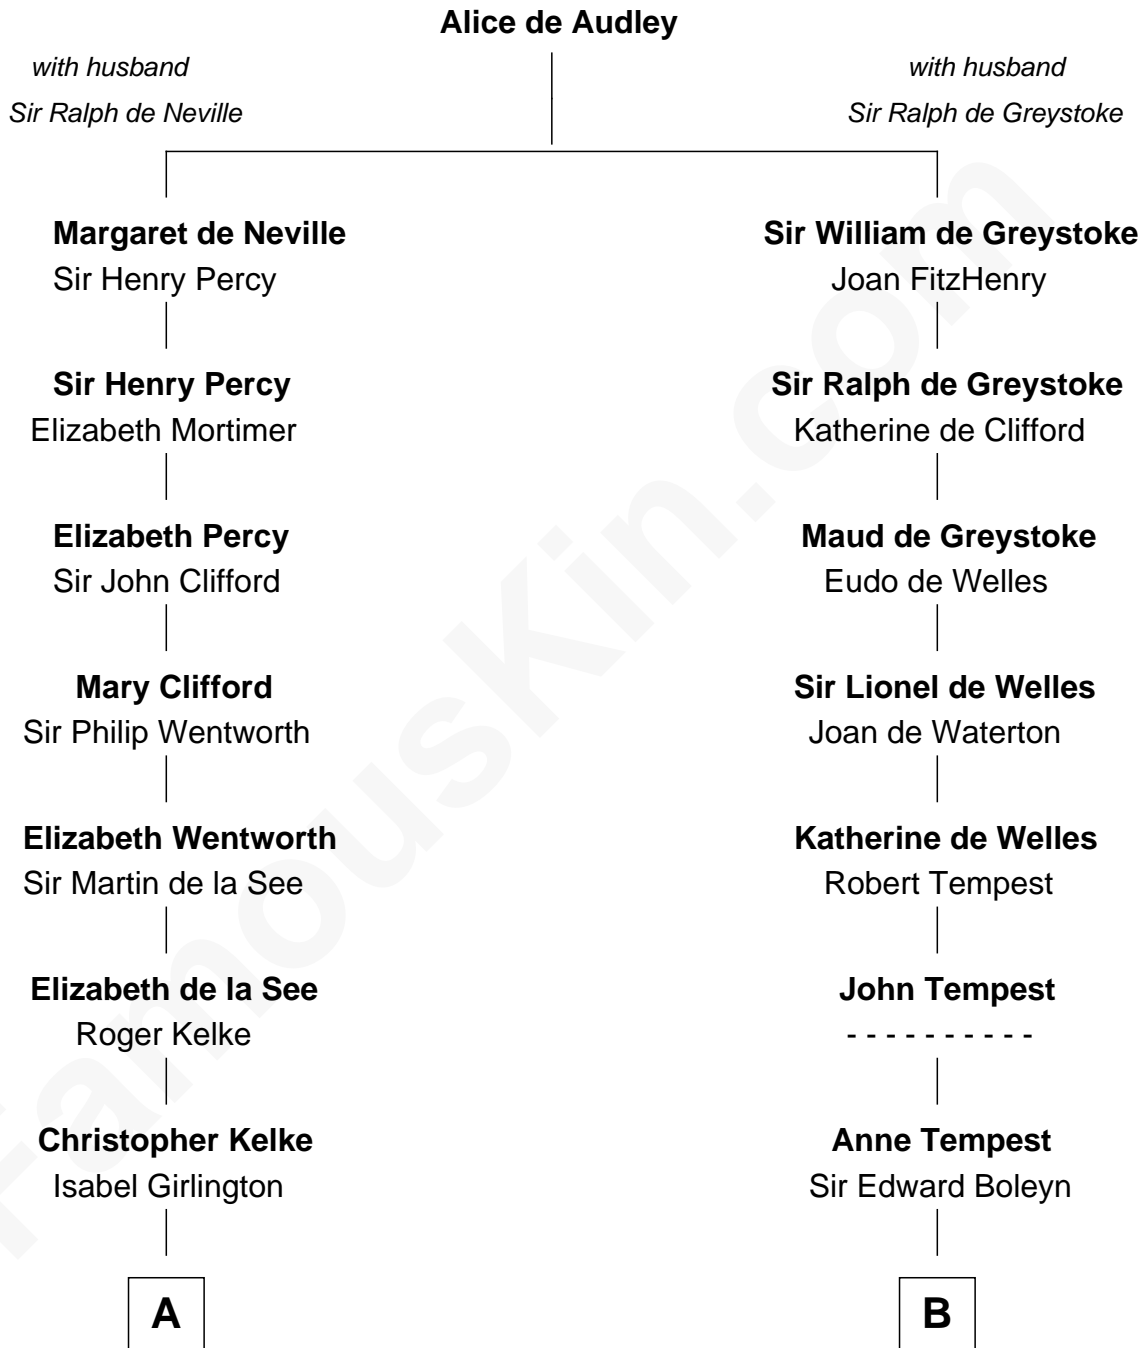 Alice de Audley
with husband
Sir Ralph de Neville
with husband
Sir Ralph de Greystoke
Margaret de Neville
Sir Henry Percy
Sir William de Greystoke
Joan FitzHenry
Sir Henry Percy
Elizabeth Mortimer
Sir Ralph de Greystoke
Katherine de Clifford
Elizabeth Percy
Sir John Clifford
Maud de Greystoke
Eudo de Welles
Mary Clifford
Sir Philip Wentworth
Sir Lionel de Welles
Joan de Waterton
Elizabeth Wentworth
Sir Martin de la See
Katherine de Welles
Robert Tempest
Elizabeth de la See
Roger Kelke
John Tempest
- - - - - - - - - -
Christopher Kelke
Isabel Girlington
Anne Tempest
Sir Edward Boleyn
A
B
FamousKin.com